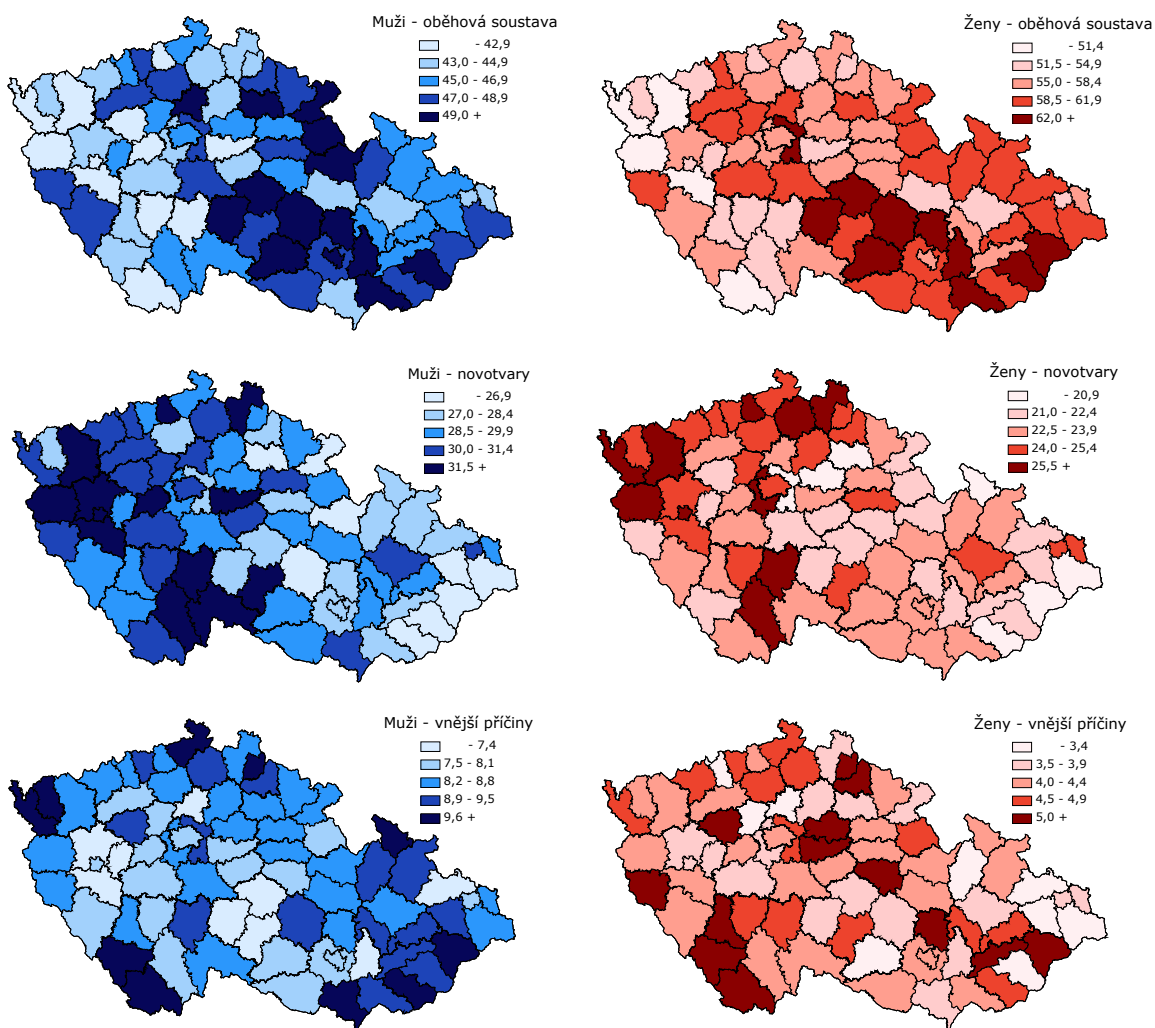 Muži - oběhová soustava
- 42,9
43,0 - 44,9
45,0 - 46,9
47,0 - 48,9
49,0 +
Ženy - oběhová soustava
- 51,4
51,5 - 54,9
55,0 - 58,4
58,5 - 61,9
62,0 +
Muži - novotvary
- 26,9
27,0 - 28,4
28,5 - 29,9
30,0 - 31,4
31,5 +
Ženy - novotvary
- 20,9
21,0 - 22,4
22,5 - 23,9
24,0 - 25,4
25,5 +
Muži - vnější příčiny
- 7,4
7,5 - 8,1
8,2 - 8,8
8,9 - 9,5
9,6 +
Ženy - vnější příčiny
- 3,4
3,5 - 3,9
4,0 - 4,4
4,5 - 4,9
5,0 +